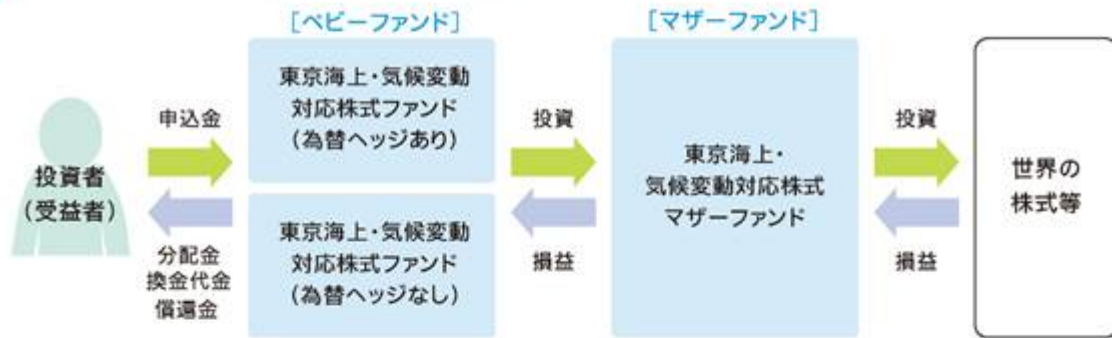 ［ベビーファンド］
［マザーファンド］
投資者
（受益者）
申込金
分配金
換金代金
償還金
東京海上・気候変動
対応株式ファンド
（為替ヘッジあり）
東京海上・気候変動
対応株式ファンド
（為替ヘッジなし）
投資
損益
東京海上・
気候変動対応株式
マザーファンド
投資
損益
世界の
株式等